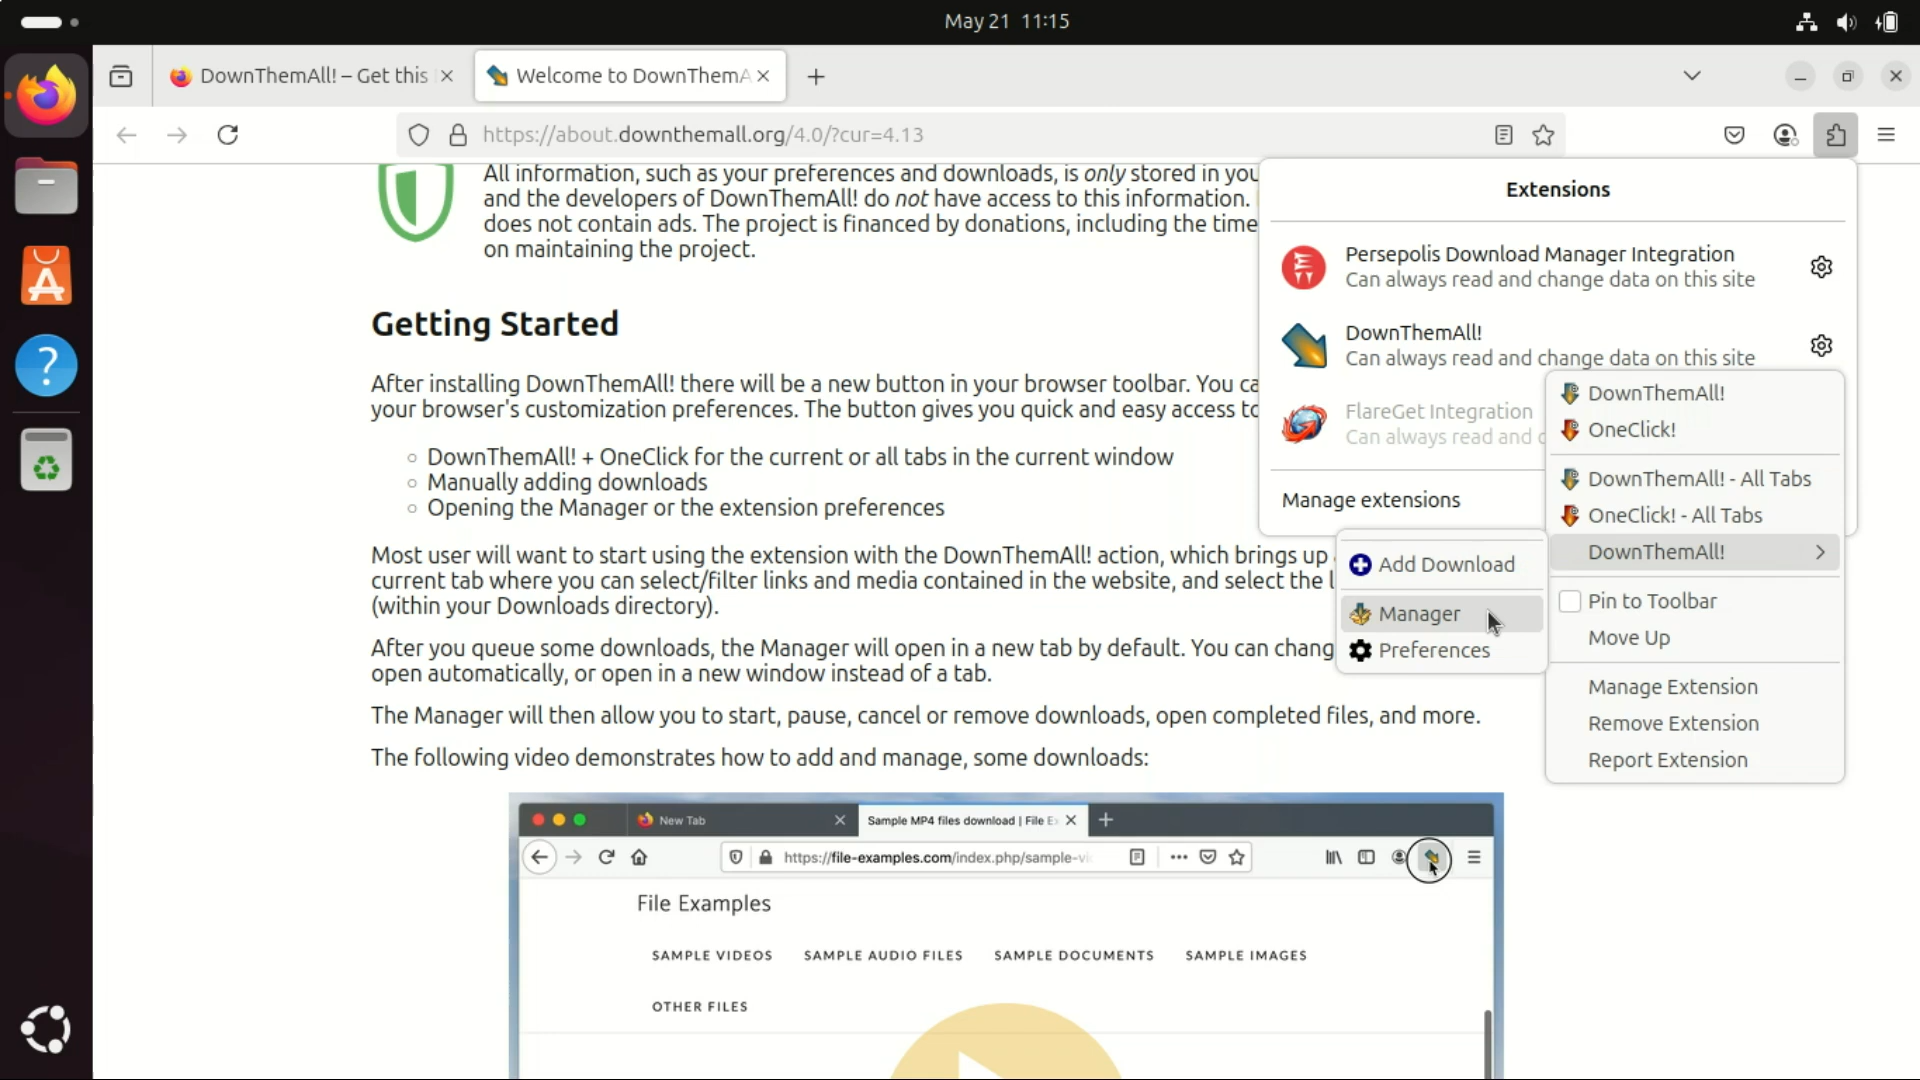 May 21 11:15
DownThemAll! – Get this
Welcome to DownThemA
https://about.downthemall.org/4.0/?cur=4.13
All information, such as your preferences and downloads, is only stored in you
and the developers of DownThemAll! do not have access to this information.
does not contain ads. The project is financed by donations, including the time
on maintaining the project.
Getting Started
After installing DownThemAll! there will be a new button in your browser toolbar. You ca
your browser's customization preferences. The button gives you quick and easy access to
DownThemAll! + OneClick for the current or all tabs in the current window
Manually adding downloads
Opening the Manager or the extension preferences
Most user will want to start using the extension with the DownThemAll! action, which brings up
current tab where you can select/filter links and media contained in the website, and select the l
(within your Downloads directory).
After you queue some downloads, the Manager will open in a new tab by default. You can chang
open automatically, or open in a new window instead of a tab.
The Manager will then allow you to start, pause, cancel or remove downloads, open completed files, and more.
The following video demonstrates how to add and manage, some downloads:
New Tab
Sample MP4 files download | File Ex
https://file-examples.com/index.php/sample-vi
File Examples
SAMPLE VIDEOS SAMPLE AUDIO FILES SAMPLE DOCUMENTS SAMPLE IMAGES
OTHER FILES
Extensions
Persepolis Download Manager Integration
Can always read and change data on this site
DownThemAll!
Can always read and change data on this site
FlareGet Integration
Can always read and c
Manage extensions
DownThemAll!
OneClick!
DownThemAll! - All Tabs
OneClick! - All Tabs
DownThemAll!
Pin to Toolbar
Move Up
Manage Extension
Remove Extension
Report Extension
Add Download
Manager
Preferences